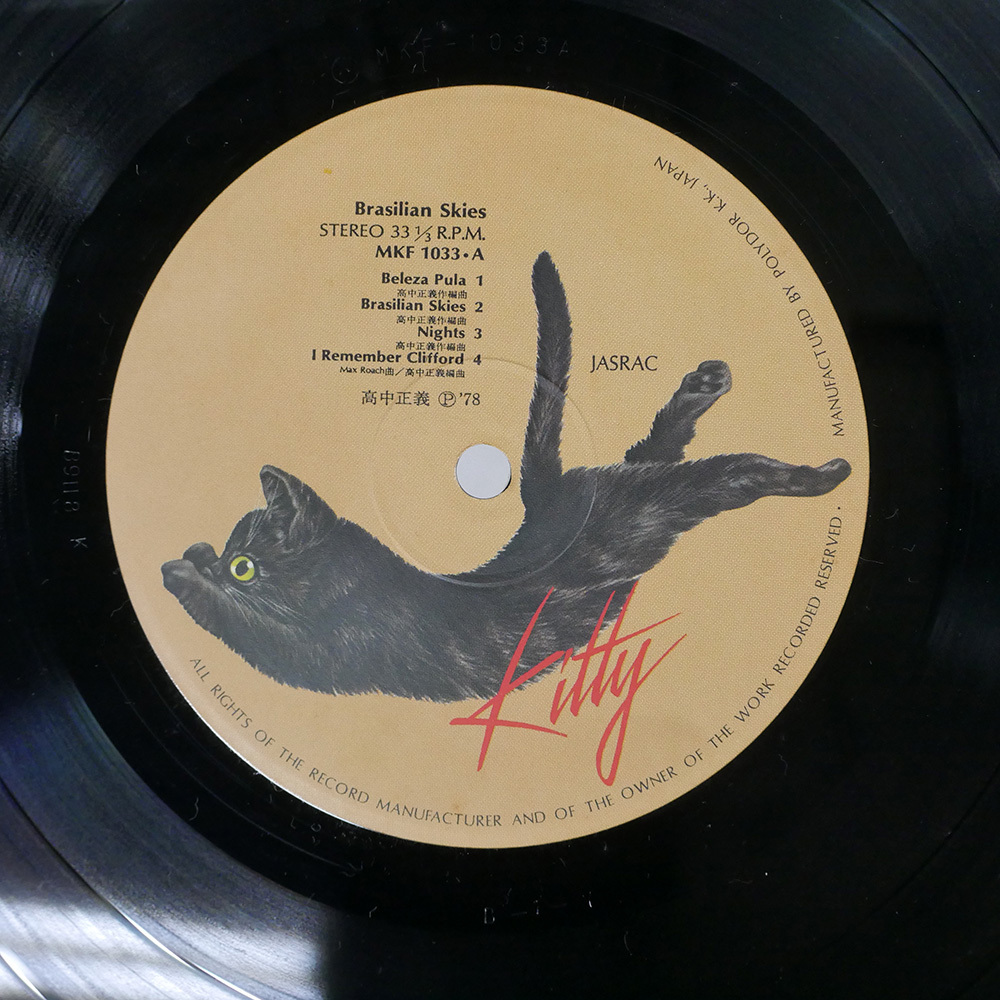 MKF-1033A
Brasilian Skies
STEREO 33 ⅓ R.P.M.
MKF 1033•A
Beleza Pula 1
高中正義作編曲
Brasilian Skies 2
高中正義作編曲
Nights 3
高中正義作編曲
I Remember Clifford 4
Max Roach曲／高中正義編曲
高中正義 Ⓟ'78
JASRAC
Kitty
ALL RIGHTS OF THE RECORD MANUFACTURER AND OF THE OWNER OF THE WORK RECORDED RESERVED • MANUFACTURED BY POLYDOR K.K., JAPAN